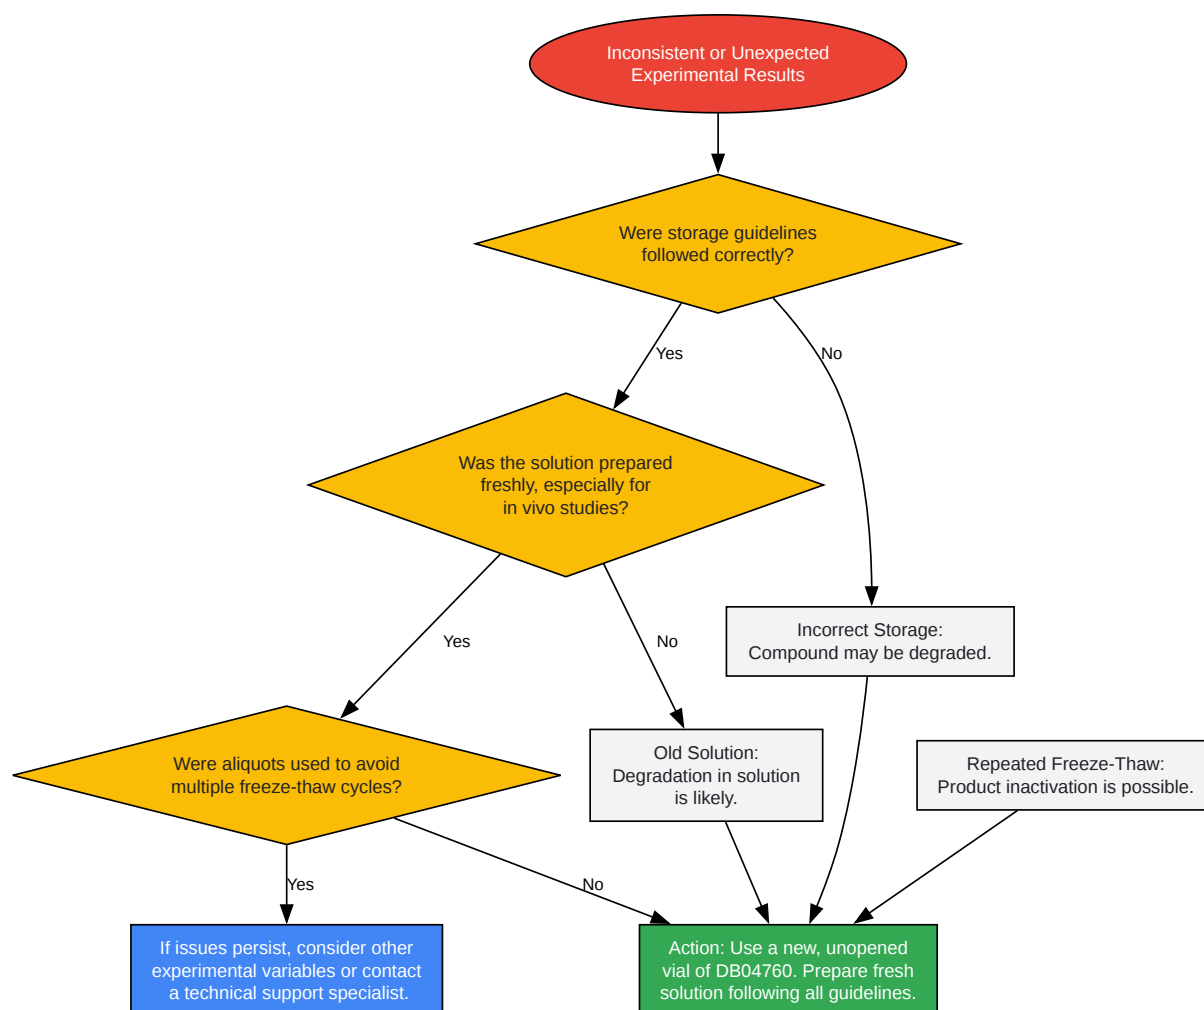 Inconsistent or Unexpected
Experimental Results
Were storage guidelines
followed correctly?
Yes
No
Was the solution prepared
freshly, especially for
in vivo studies?
Yes
No
Incorrect Storage:
Compound may be degraded.
Were aliquots used to avoid
multiple freeze-thaw cycles?
Old Solution:
Degradation in solution
is likely.
Repeated Freeze-Thaw:
Product inactivation is possible.
Yes
No
If issues persist, consider other
experimental variables or contact
a technical support specialist.
Action: Use a new, unopened
vial of DB04760. Prepare fresh
solution following all guidelines.